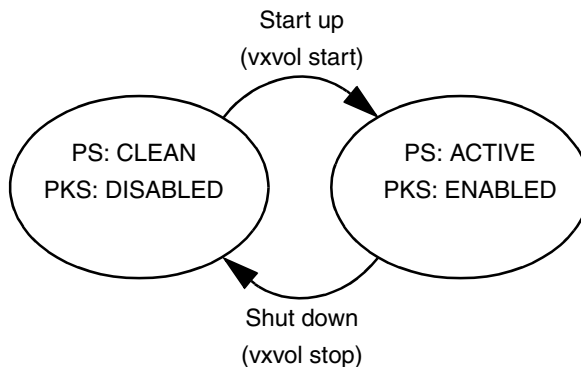 Start up
(vxvol start)
PS: CLEAN
PKS: DISABLED
PS: ACTIVE
PKS: ENABLED
Shut down
(vxvol stop)